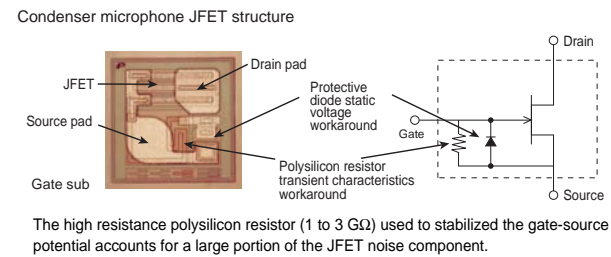 Condenser microphone JFET structure
Drain pad
JFET
Source pad
Gate sub
Protective
diode static
voltage
workaround
Polysilicon resistor
transient characteristics
workaround
Drain
Gate
Source
The high resistance polysilicon resistor (1 to 3 GΩ) used to stabilized the gate-source
potential accounts for a large portion of the JFET noise component.